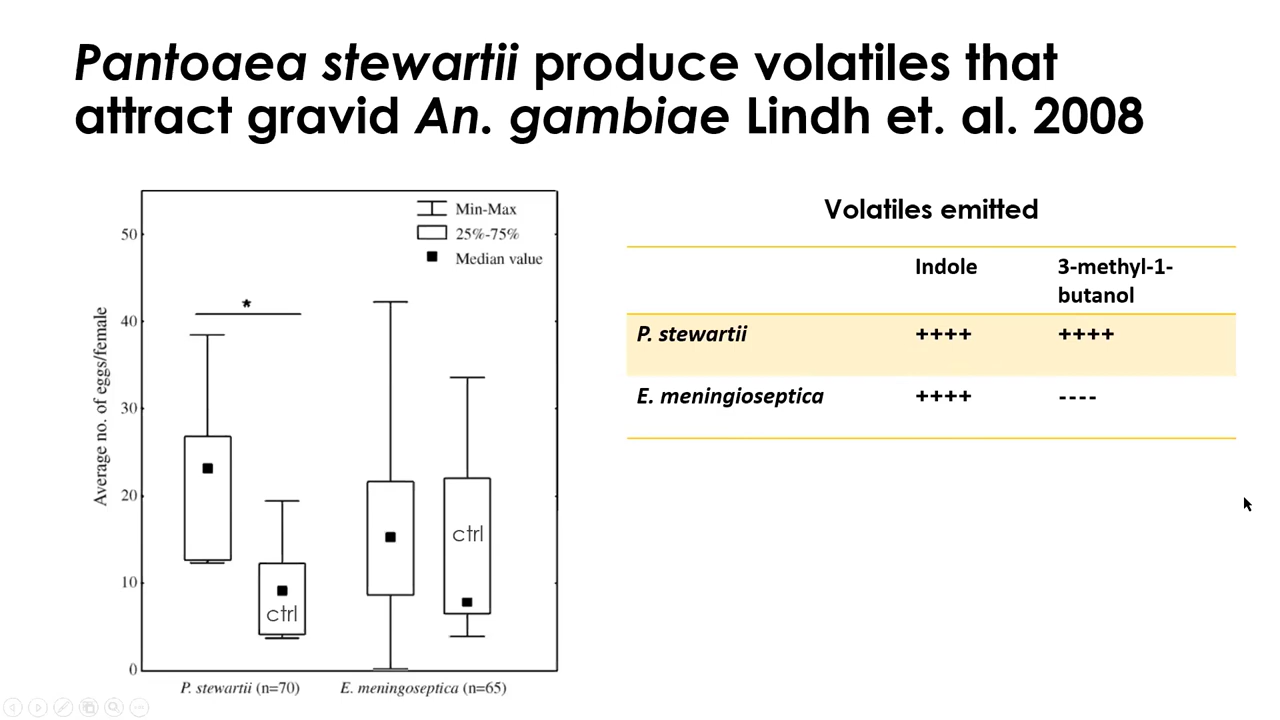 Pantoaea stewartii produce volatiles that
attract gravid An. gambiae Lindh et. al. 2008
Min-Max
25%-75%
Median value
50
40
30
20
10
0
Average no. of eggs/female
*
ctrl
ctrl
P. stewartii (n=70)
E. meningoseptica (n=65)
Volatiles emitted
Indole
3-methyl-1-
butanol
P. stewartii ++++ ++++
E. meningioseptica ++++ ----